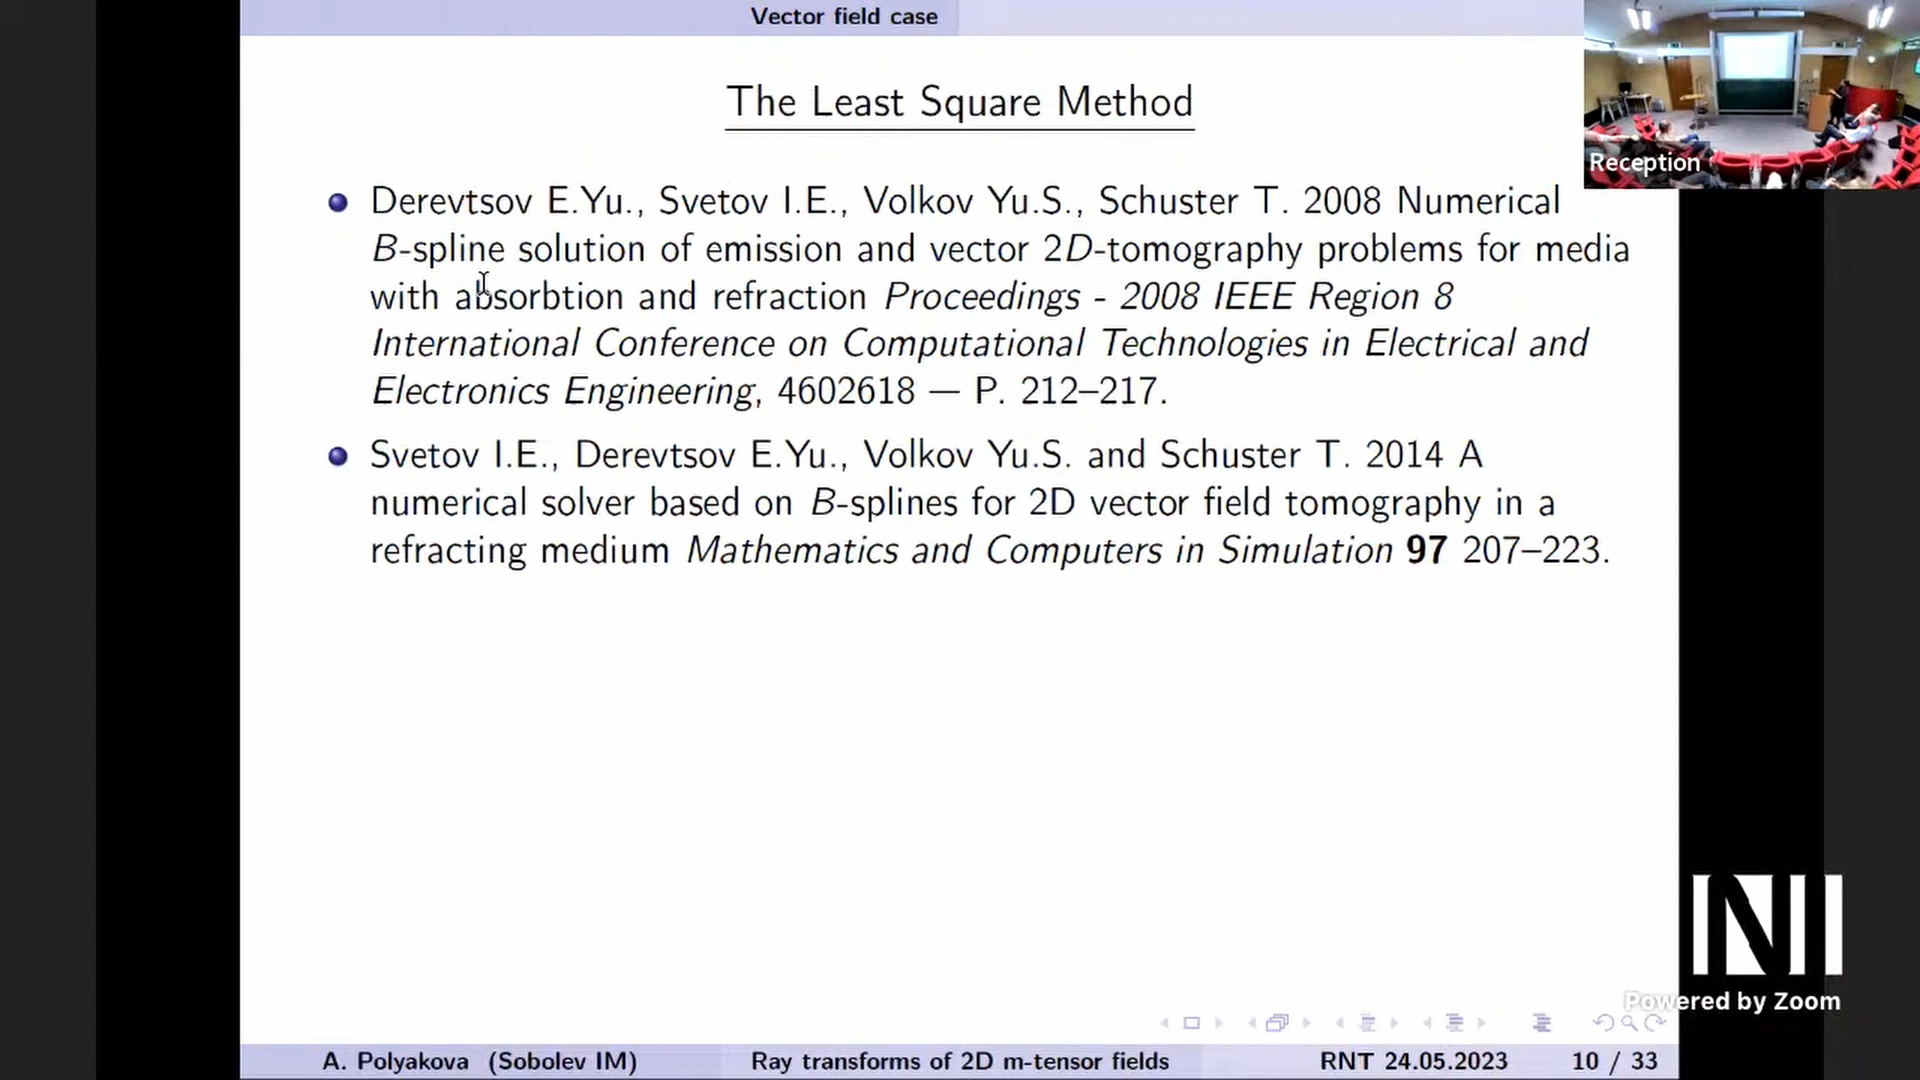 Vector field case
The Least Square Method
Reception
Derevtsov E.Yu., Svetov I.E., Volkov Yu.S., Schuster T. 2008 Numerical
B-spline solution of emission and vector 2D-tomography problems for media
with absorbtion and refraction Proceedings - 2008 IEEE Region 8
International Conference on Computational Technologies in Electrical and
Electronics Engineering, 4602618 — P. 212–217.
Svetov I.E., Derevtsov E.Yu., Volkov Yu.S. and Schuster T. 2014 A
numerical solver based on B-splines for 2D vector field tomography in a
refracting medium Mathematics and Computers in Simulation 97 207–223.
NI
Powered by Zoom
A. Polyakova (Sobolev IM) Ray transforms of 2D m-tensor fields RNT 24.05.2023 10 / 33